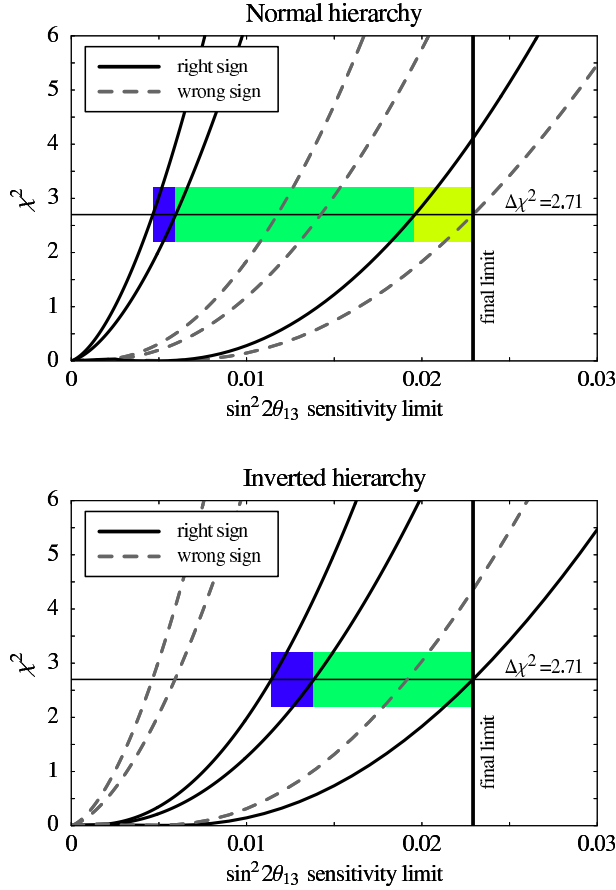 Normal hierarchy
6
5
4
3
2
1
0
χ²
right sign
wrong sign
Δχ² =2.71
final limit
0 0.01 0.02 0.03
sin² 2θ₁₃ sensitivity limit
Inverted hierarchy
6
5
4
3
2
1
0
χ²
right sign
wrong sign
Δχ² =2.71
final limit
0 0.01 0.02 0.03
sin² 2θ₁₃ sensitivity limit